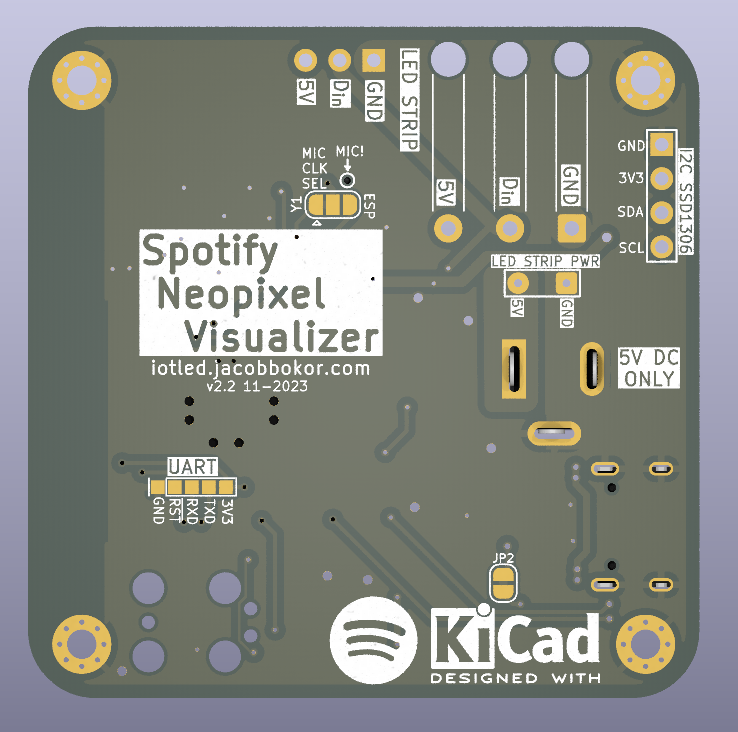 5V
Din
GND
LED STRIP
5V
Din
GND
GND
3V3
SDA
SCL
I2C SSD1306
MIC
CLK
SEL
MIC!
TX
ESP
LED STRIP PWR
5V
GND
Spotify
Neopixel
Visualizer
iotled.jacobbokor.com
v2.2 11-2023
5V DC
ONLY
UART
GND
RST
RXD
TXD
3V3
JP2
KiCad
DESIGNED WITH